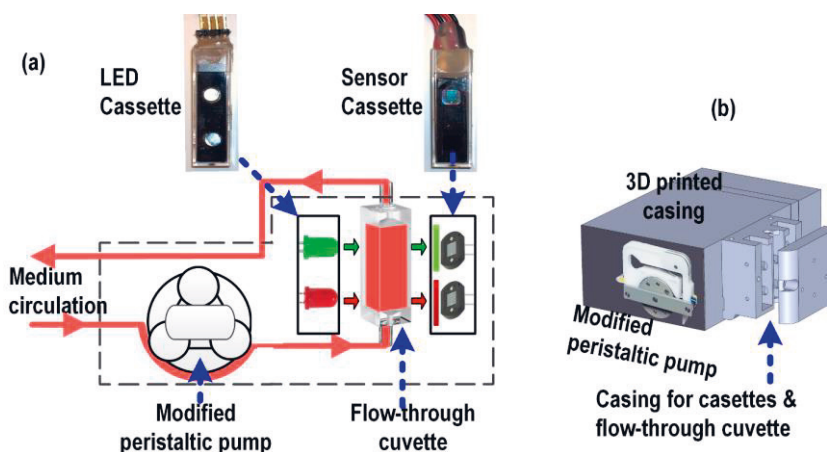 (a)
LED
Cassette
Sensor
Cassette
Medium
circulation
Modified
peristaltic pump
Flow-through
cuvette
(b)
3D printed
casing
Modified
peristaltic pump
Casing for casettes &
flow-through cuvette